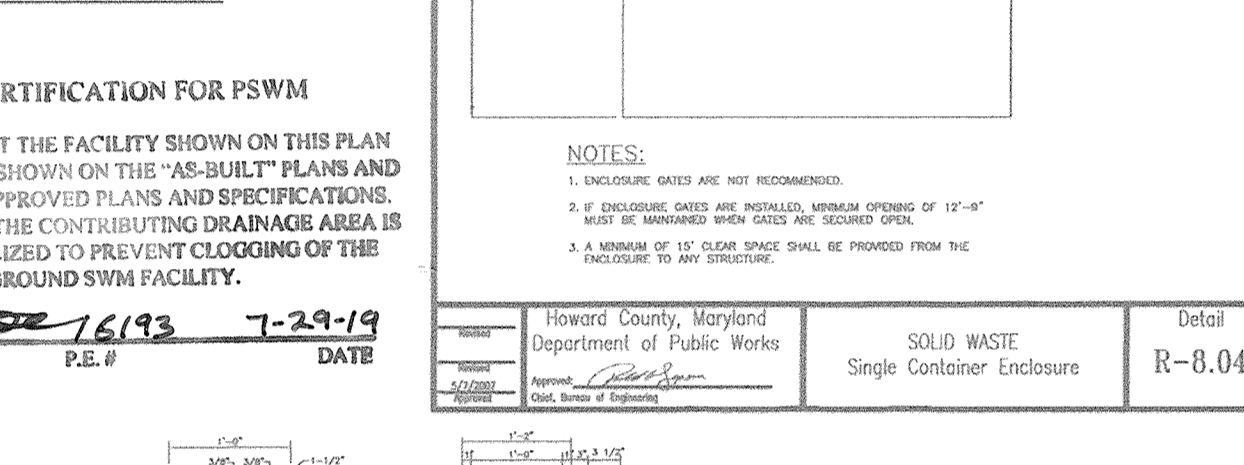 RTIFICATION FOR PSWM
T THE FACILITY SHOWN ON THIS PLAN
SHOWN ON THE "AS-BUILT" PLANS AND
PPROVED PLANS AND SPECIFICATIONS.
THE CONTRIBUTING DRAINAGE AREA IS
LIZED TO PREVENT CLOGGING OF THE
GROUND SWM FACILITY.
16193 7-29-19
P.E. # DATE
NOTES:
1. ENCLOSURE GATES ARE NOT RECOMMENDED.
2. IF ENCLOSURE GATES ARE INSTALLED, MINIMUM OPENING OF 12'-9"
MUST BE MAINTAINED WHEN GATES ARE SECURED OPEN.
3. A MINIMUM OF 15' CLEAR SPACE SHALL BE PROVIDED FROM THE
ENCLOSURE TO ANY STRUCTURE.
Revised
Revised
5/7/2007
Approved
Howard County, Maryland
Department of Public Works
Approved:
Chief, Bureau of Engineering
SOLID WASTE
Single Container Enclosure
Detail
R-8.04
1'-0"
3/8" 3/8" 1-1/2"
1'-2"
1" 1'-0" 1" 3" 3 1/2"